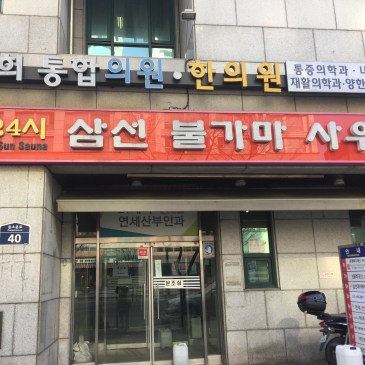 의 통합의원·한의원
통증의학과·내
재활의학과·양한
24시 삼선 불가마 사우
Sun Sauna
연세산부인과
40